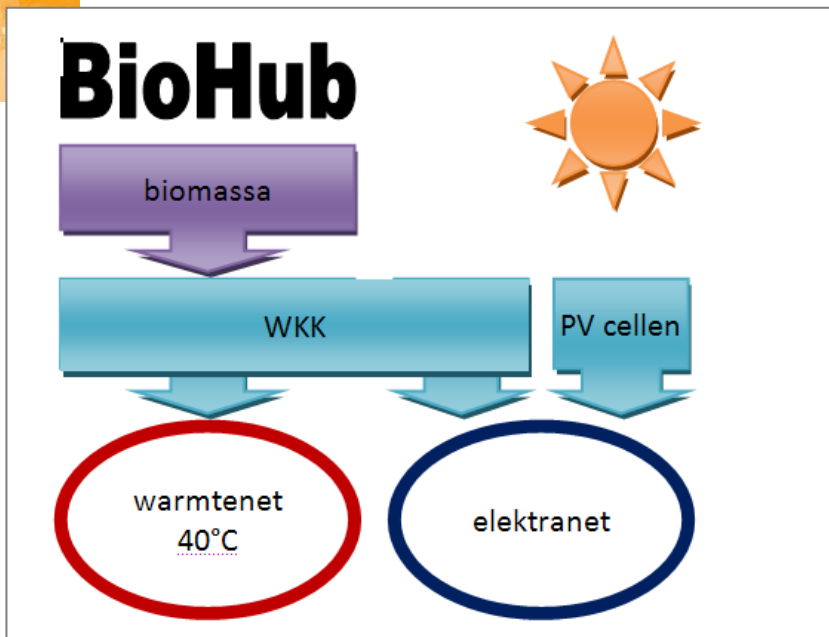 BioHub
biomassa
WKK
PV cellen
warmtenet
40°C
elektranet